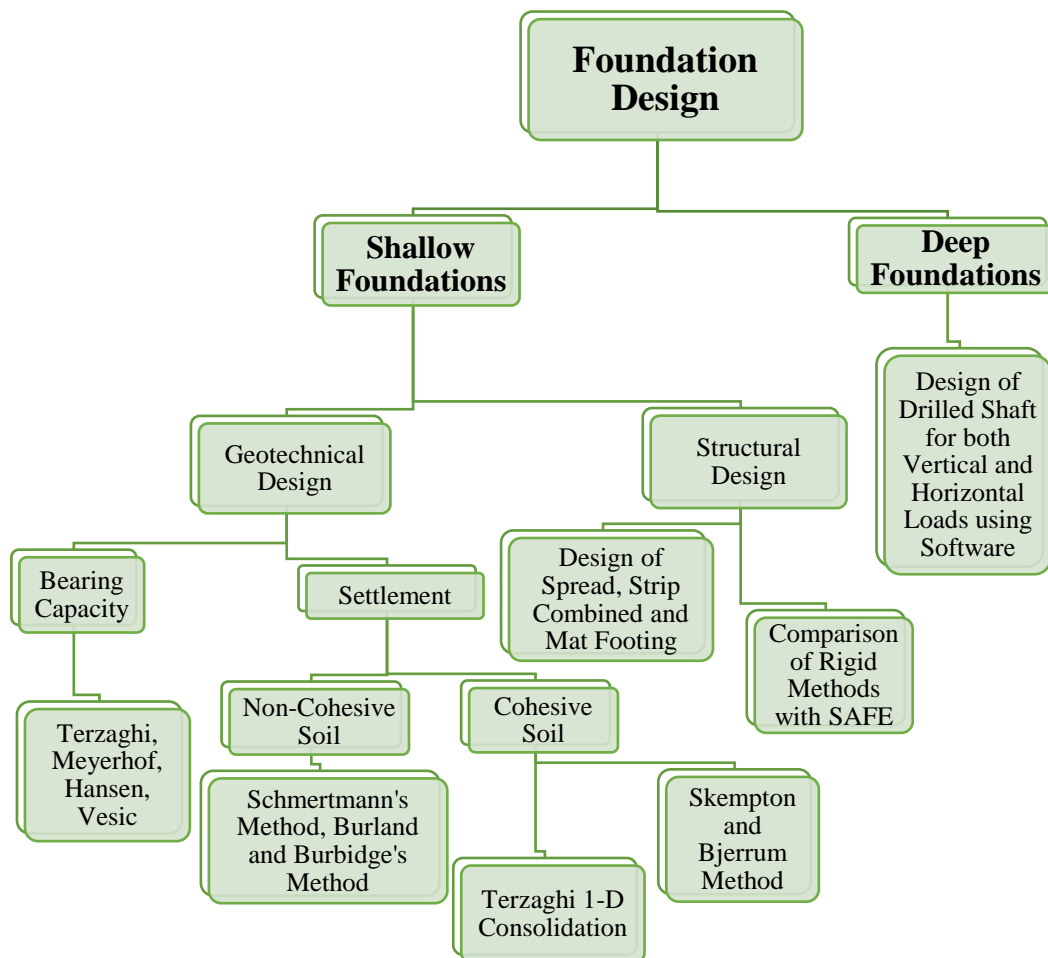 Foundation
Design
Shallow
Foundations
Deep
Foundations
Geotechnical
Design
Structural
Design
Design of
Drilled Shaft
for both
Vertical and
Horizontal
Loads using
Software
Bearing
Capacity
Settlement
Design of
Spread, Strip
Combined and
Mat Footing
Comparison
of Rigid
Methods
with SAFE
Terzaghi,
Meyerhof,
Hansen,
Vesic
Non-Cohesive
Soil
Cohesive
Soil
Schmertmann's
Method, Burland
and Burbidge's
Method
Terzaghi 1-D
Consolidation
Skempton
and
Bjerrum
Method